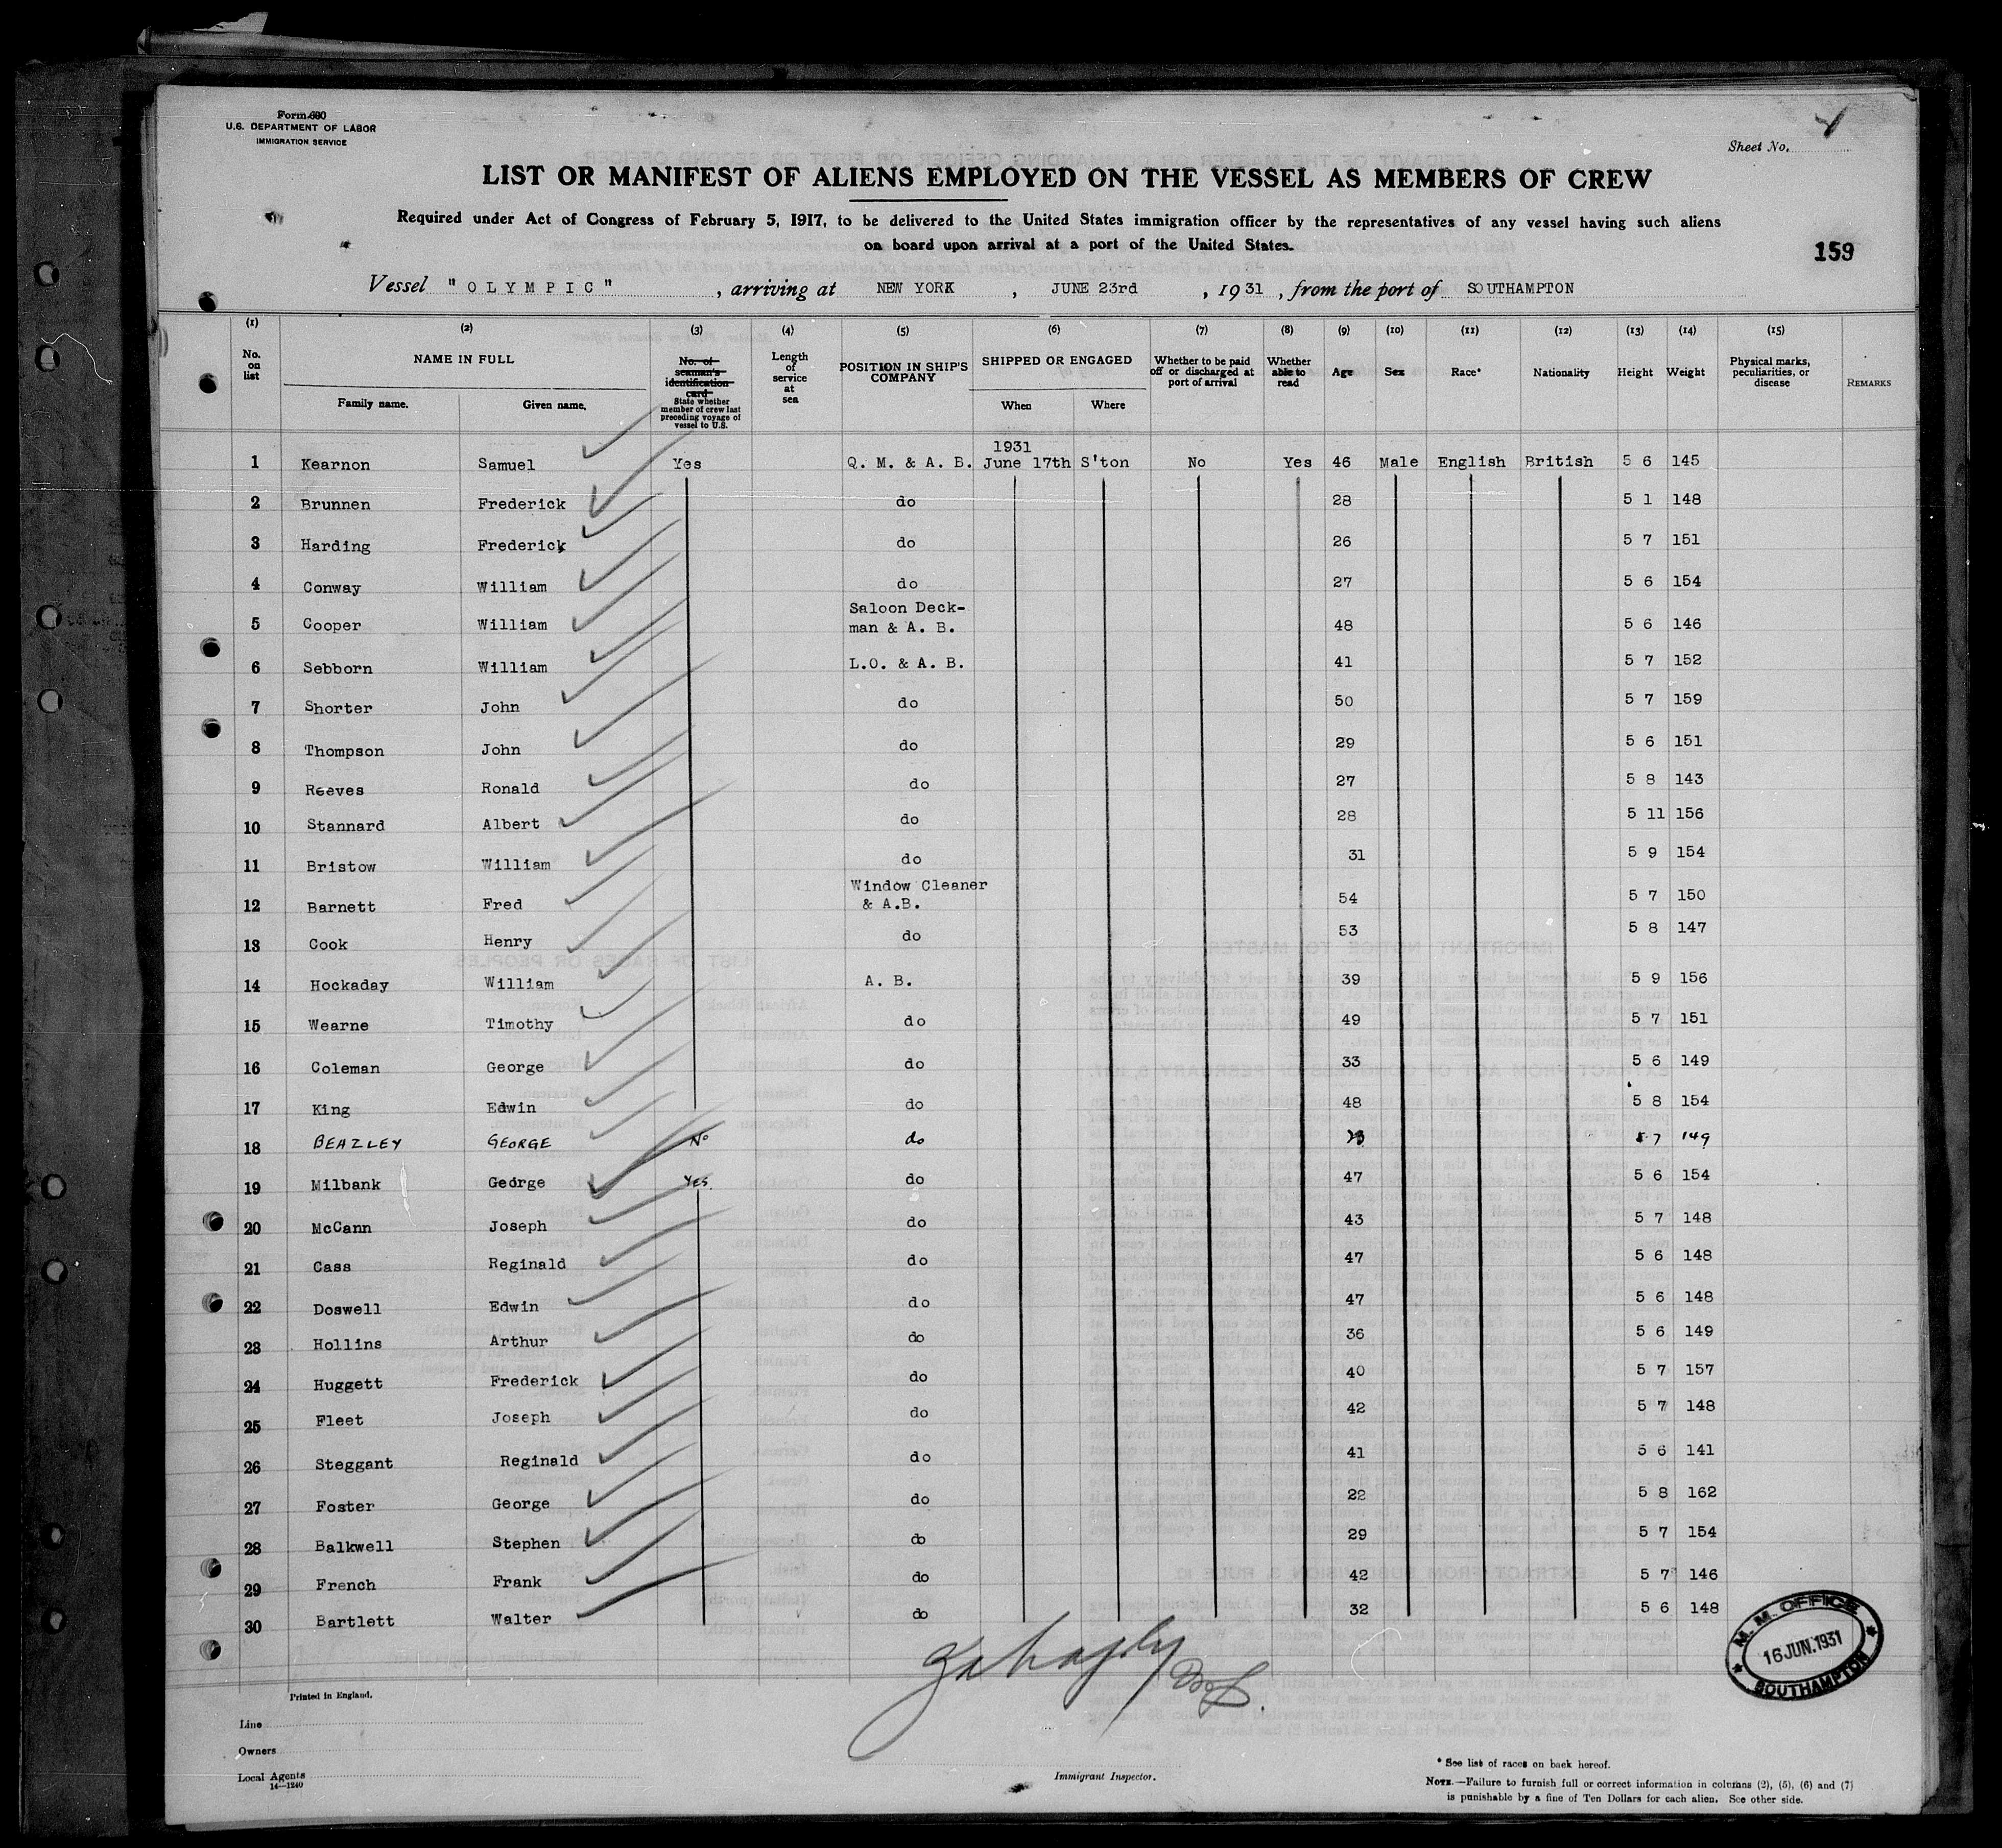 Form 680
U.S. DEPARTMENT OF LABOR
IMMIGRATION SERVICE
Sheet No.
LIST OR MANIFEST OF ALIENS EMPLOYED ON THE VESSEL AS MEMBERS OF CREW
Required under Act of Congress of February 5, 1917, to be delivered to the United States immigration officer by the representatives of any vessel having such aliens
on board upon arrival at a port of the United States.
159
Vessel "OLYMPIC", arriving at NEW YORK, JUNE 23rd, 1931, from the port of SOUTHAMPTON
(1) (2) (3) (4) (5) (6) (7) (8) (9) (10) (11) (12) (13) (14) (15)
No. on list NAME IN FULL Family name. Given name. No. of seaman's identification card State whether member of crew last preceding voyage of vessel to U.S. Length of service at sea POSITION IN SHIP'S COMPANY SHIPPED OR ENGAGED When Where Whether to be paid off or discharged at port of arrival Whether able to read Age Sex Race* Nationality Height Weight Physical marks, peculiarities, or disease REMARKS
1931
1 Kearnon Samuel Yes Q. M. & A. B. June 17th S'ton No Yes 46 Male English British 5 6 145
2 Brunnen Frederick do 28 5 1 148
3 Harding Frederick do 26 5 7 151
4 Conway William do 27 5 6 154
5 Cooper William Saloon Deck-man & A. B. 48 5 6 146
6 Sebborn William L.O. & A. B. 41 5 7 152
7 Shorter John do 50 5 7 159
8 Thompson John do 29 5 6 151
9 Reeves Ronald do 27 5 8 143
10 Stannard Albert do 28 5 11 156
11 Bristow William do 31 5 9 154
12 Barnett Fred Window Cleaner & A.B. 54 5 7 150
13 Cook Henry do 53 5 8 147
14 Hockaday William A. B. 39 5 9 156
15 Wearne Timothy do 49 5 7 151
16 Coleman George do 33 5 6 149
17 King Edwin do 48 5 8 154
18 BEAZLEY GEORGE No do 5 7 149
19 Milbank George Yes. do 47 5 6 154
20 McCann Joseph do 43 5 7 148
21 Cass Reginald do 47 5 6 148
22 Doswell Edwin do 47 5 6 148
23 Hollins Arthur do 36 5 6 149
24 Huggett Frederick do 40 5 7 157
25 Fleet Joseph do 42 5 7 148
26 Steggant Reginald do 41 5 6 141
27 Foster George do 22 5 8 162
28 Balkwell Stephen do 29 5 7 154
29 French Frank do 42 5 7 146
30 Bartlett Walter do 32 5 6 148
M. M. OFFICE
16 JUN. 1931
SOUTHAMPTON
Printed in England.
Line
Owners
Local Agents
14—1240
Immigrant Inspector.
* See list of races on back hereof.
NOTE.—Failure to furnish full or correct information in columns (2), (5), (6) and (7)
is punishable by a fine of Ten Dollars for each alien. See other side.